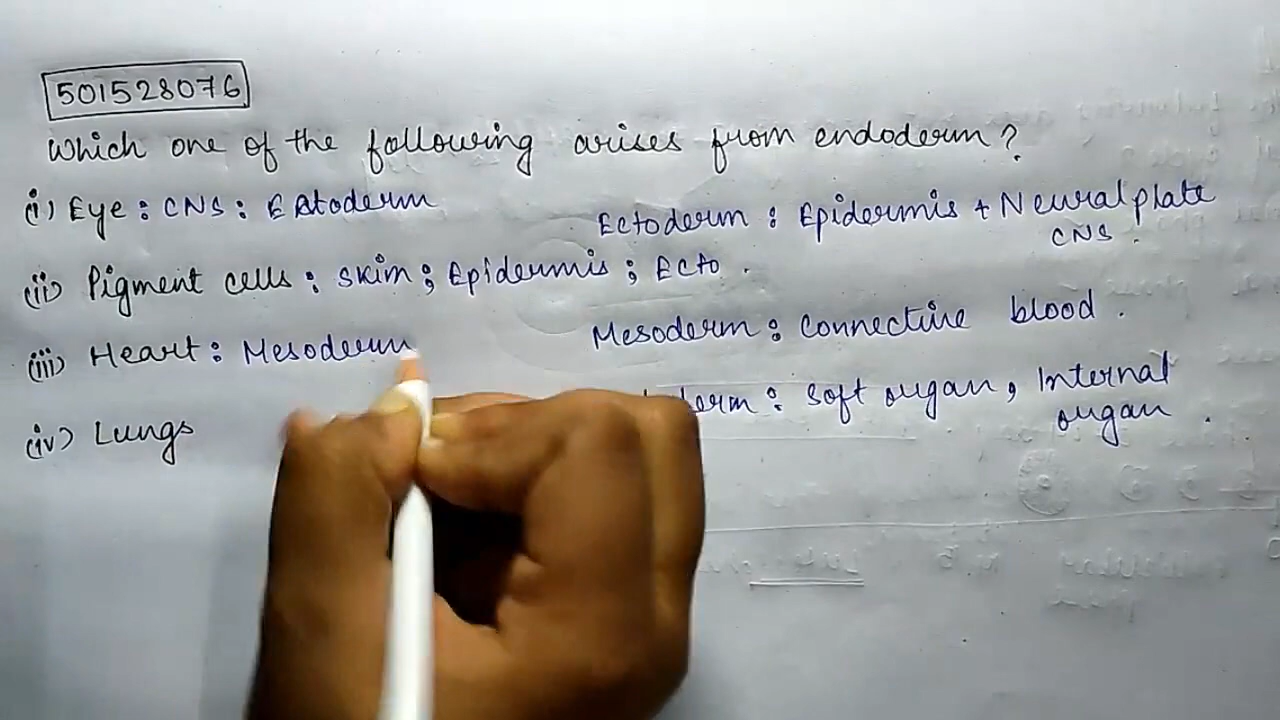 501528076
Which one of the following arises from endoderm?
(i) Eye : CNS : Ectoderm
Ectoderm : Epidermis + Neural plate
CNS .
(ii) Pigment cells : Skin ; Epidermis ; Ecto .
Mesoderm : Connective blood .
(iii) Heart : Mesoderm
derm : Soft organ , Internal
organ .
(iv) Lungs